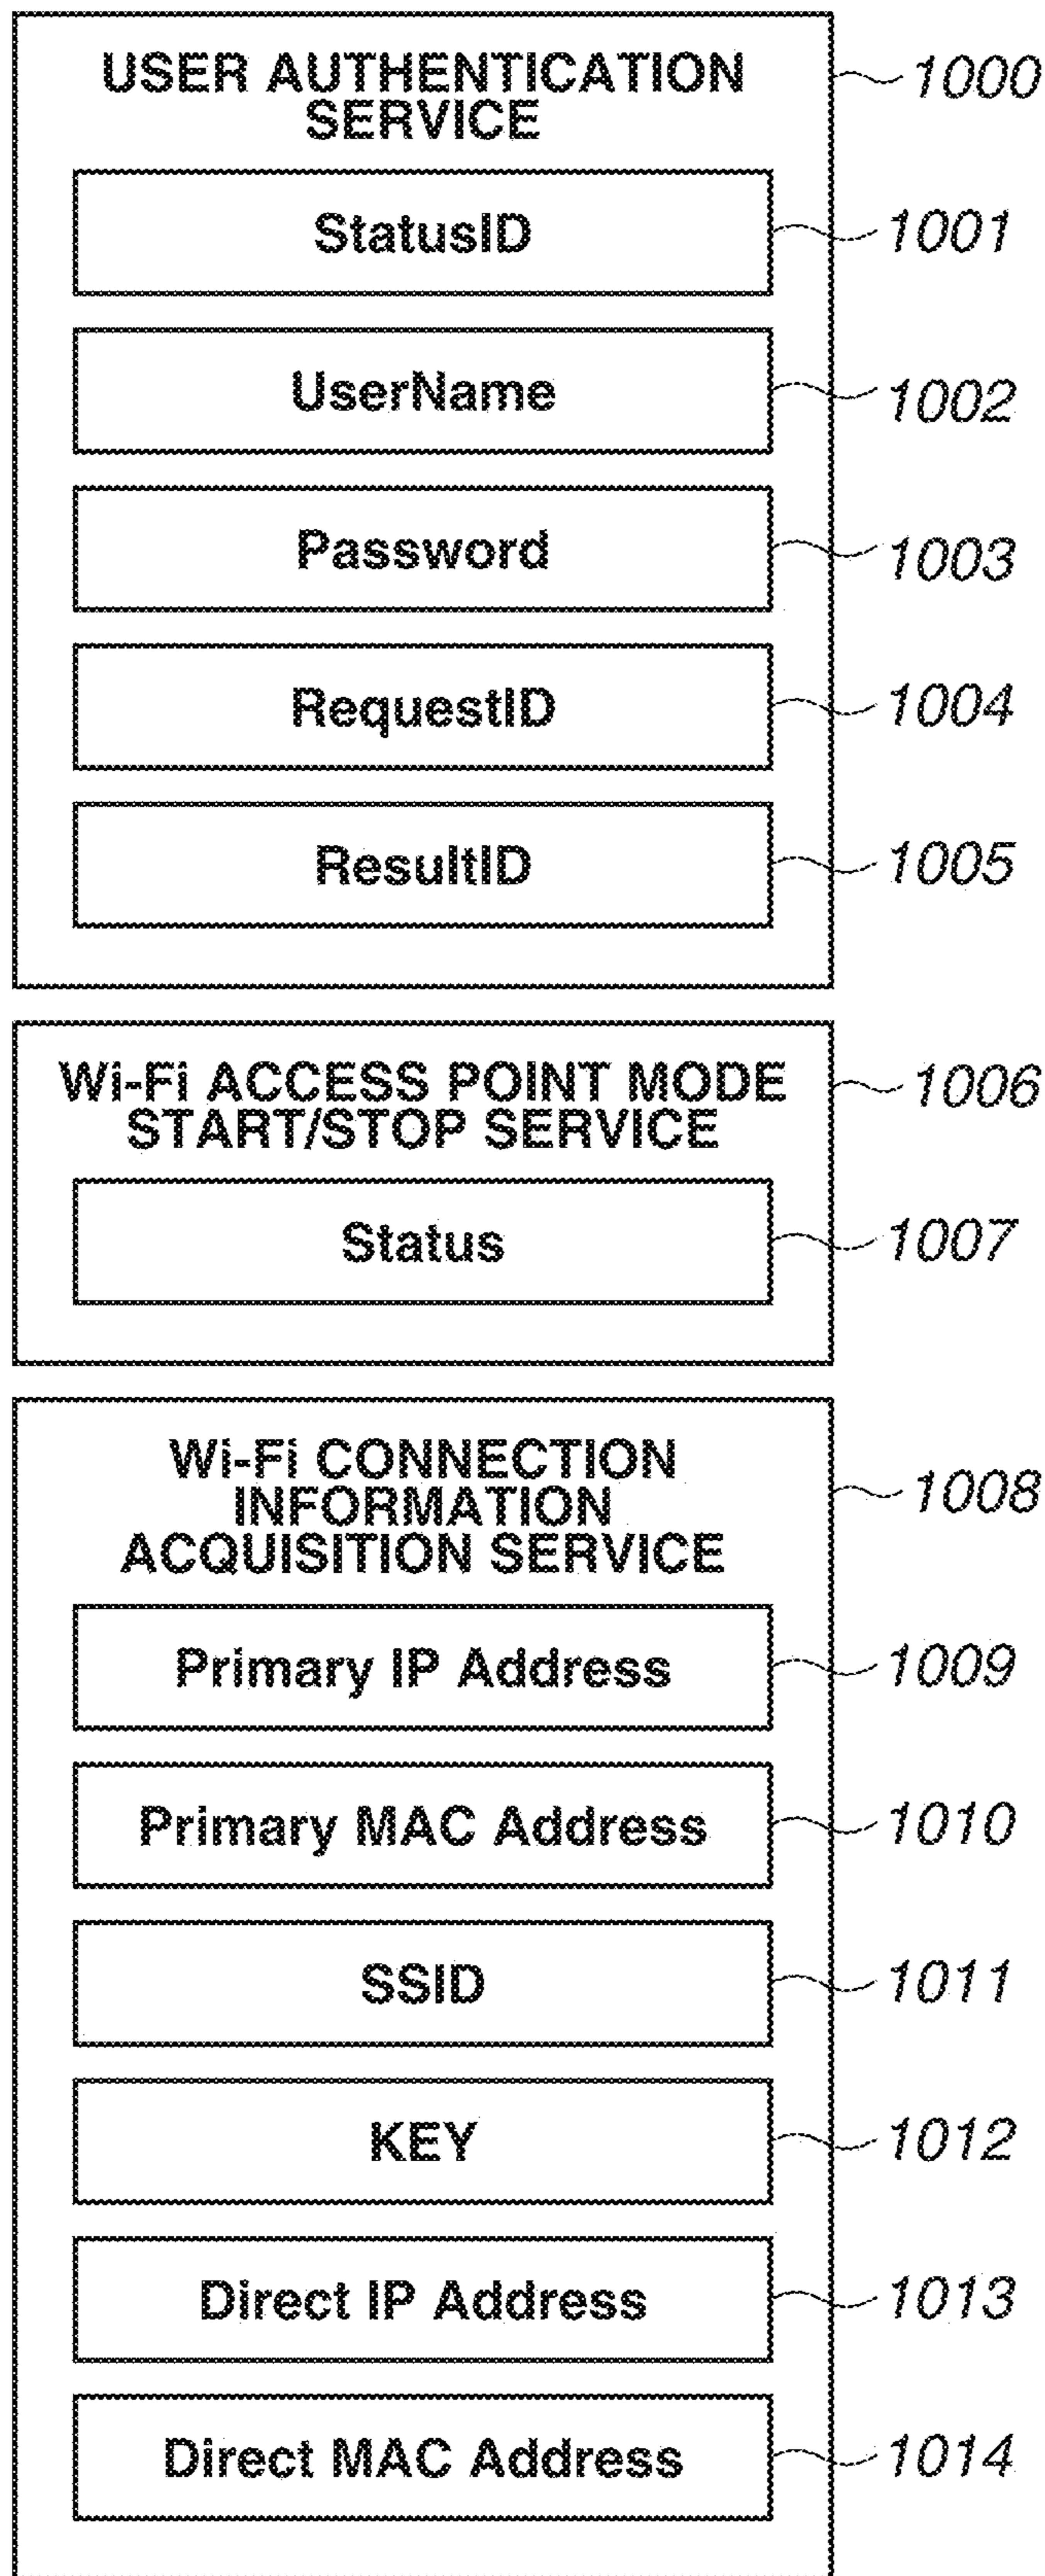 USER AUTHENTICATION
SERVICE
1000
StatusID
1001
UserName
1002
Password
1003
RequestID
1004
ResultID
1005
Wi-Fi ACCESS POINT MODE
START/STOP SERVICE
1006
Status
1007
Wi-Fi CONNECTION
INFORMATION
ACQUISITION SERVICE
1008
Primary IP Address
1009
Primary MAC Address
1010
SSID
1011
KEY
1012
Direct IP Address
1013
Direct MAC Address
1014